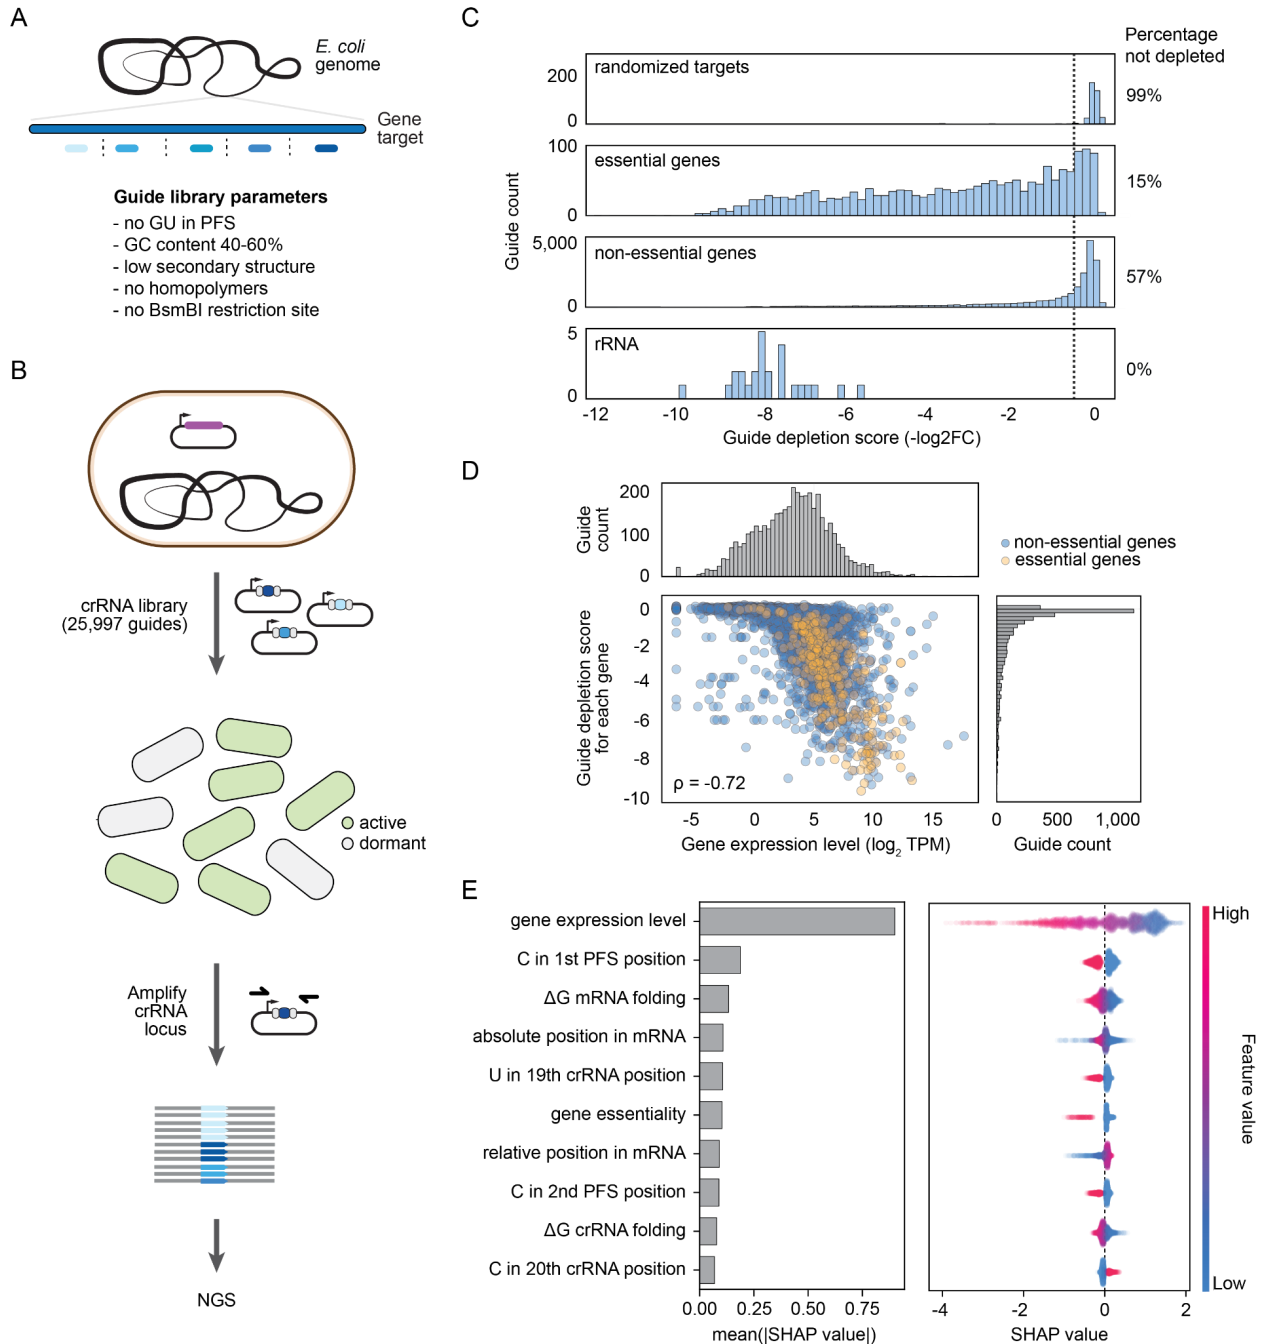 A
E. coli
genome
Gene
target
Guide library parameters
- no GU in PFS
- GC content 40-60%
- low secondary structure
- no homopolymers
- no BsmBI restriction site
B
crRNA library
(25,997 guides)
active
dormant
Amplify
crRNA
locus
NGS
C
Percentage
not depleted
randomized targets
200
0
99%
essential genes
100
0
15%
Guide count
non-essential genes
5,000
0
57%
rRNA
5
0
0%
-12 -10 -8 -6 -4 -2 0
Guide depletion score (-log2FC)
D
Guide
count
200
100
0
non-essential genes
essential genes
Guide depletion score
for each gene
0
-2
-4
-6
-8
-10
ρ = -0.72
-5 0 5 10 15
Gene expression level (log2 TPM)
0 500 1,000
Guide count
E
gene expression level
C in 1st PFS position
ΔG mRNA folding
absolute position in mRNA
U in 19th crRNA position
gene essentiality
relative position in mRNA
C in 2nd PFS position
ΔG crRNA folding
C in 20th crRNA position
0.00 0.25 0.50 0.75
mean(|SHAP value|)
-4 -2 0 2
SHAP value
High
Feature value
Low